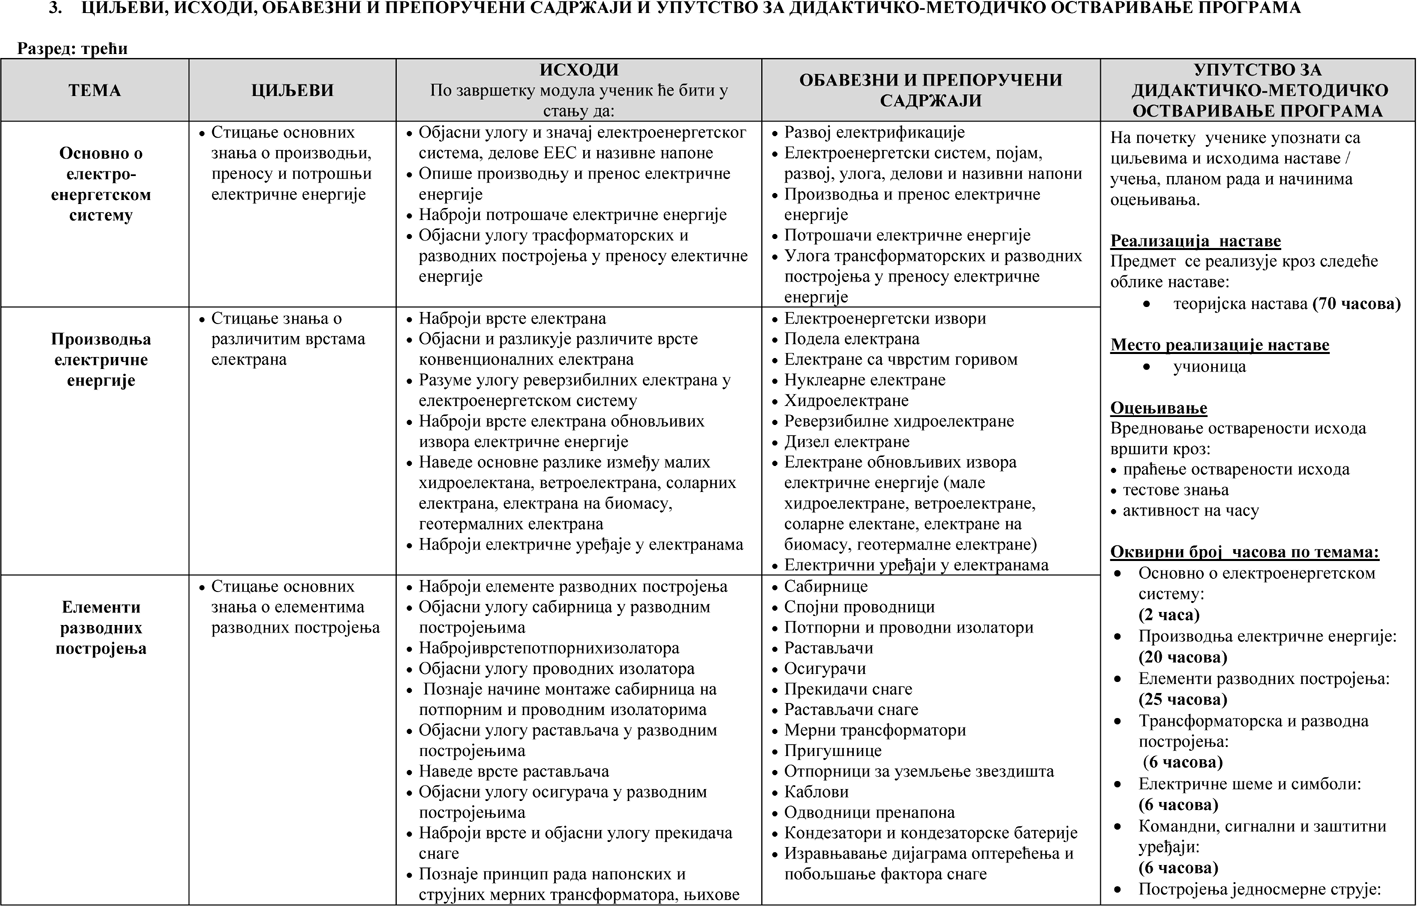 3. ЦИЉЕВИ, ИСХОДИ, ОБАВЕЗНИ И ПРЕПОРУЧЕНИ САДРЖАЈИ И УПУТСТВО ЗА ДИДАКТИЧКО-МЕТОДИЧКО ОСТВАРИВАЊЕ ПРОГРАМА
Разред: трећи
ТЕМА
ЦИЉЕВИ
ИСХОДИ
По завршетку модула ученик ће бити у
стању да:
ОБАВЕЗНИ И ПРЕПОРУЧЕНИ
САДРЖАЈИ
УПУТСТВО ЗА
ДИДАКТИЧКО-МЕТОДИЧКО
ОСТВАРИВАЊЕ ПРОГРАМА
Основно о
електро-
енергетском
систему
• Стицање основних
знања о производњи,
преносу и потрошњи
електричне енергије
• Објасни улогу и значај електроенергетског
система, делове ЕЕС и називне напоне
• Опише производњу и пренос електричне
енергије
• Наброји потрошаче електричне енергије
• Објасни улогу трасформаторских и
разводних постројења у преносу електичне
енергије
• Развој електрификације
• Електроенергетски систем, појам,
развој, улога, делови и називни напони
• Производња и пренос електричне
енергије
• Потрошачи електричне енергије
• Улога трансформаторских и разводних
постројења у преносу електричне
енергије
Производња
електричне
енергије
• Стицање знања о
различитим врстама
електрана
• Наброји врсте електрана
• Објасни и разликује различите врсте
конвенционалних електрана
• Разуме улогу реверзибилних електрана у
електроенергетском систему
• Наброји врсте електрана обновљивих
извора електричне енергије
• Наведе основне разлике између малих
хидроелектана, ветроелектрана, соларних
електрана, електрана на биомасу,
геотермалних електрана
• Наброји електричне уређаје у електранама
• Електроенергетски извори
• Подела електрана
• Електране са чврстим горивом
• Нуклеарне електране
• Хидроелектране
• Реверзибилне хидроелектране
• Дизел електране
• Електране обновљивих извора
електричне енергије (мале
хидроелектране, ветроелектране,
соларне електане, електране на
биомасу, геотермалне електране)
• Електрични уређаји у електранама
Елементи
разводних
постројења
• Стицање основних
знања о елементима
разводних постројења
• Наброји елементе разводних постројења
• Објасни улогу сабирница у разводним
постројењима
• Набројиврстепотпорнихизолатора
• Објасни улогу проводних изолатора
• Познаје начине монтаже сабирница на
потпорним и проводним изолаторима
• Објасни улогу растављача у разводним
постројењима
• Наведе врсте растављача
• Објасни улогу осигурача у разводним
постројењима
• Наброји врсте и објасни улогу прекидача
снаге
• Познаје принцип рада напонских и
струјних мерних трансформатора, њихове
• Сабирнице
• Спојни проводници
• Потпорни и проводни изолатори
• Растављачи
• Осигурачи
• Прекидачи снаге
• Растављачи снаге
• Мерни трансформатори
• Пригушнице
• Отпорници за уземљење звездишта
• Каблови
• Одводници пренапона
• Кондезатори и кондезаторске батерије
• Изравњавање дијаграма оптерећења и
побољшање фактора снаге
На почетку ученике упознати са
циљевима и исходима наставе /
учења, планом рада и начинима
оцењивања.
Реализација наставе
Предмет се реализује кроз следеће
облике наставе:
• теоријска настава (70 часова)
Место реализације наставе
• учионица
Оцењивање
Вредновање остварености исхода
вршити кроз:
• праћење остварености исхода
• тестове знања
• активност на часу
Оквирни број часова по темама:
• Основно о електроенергетском
систему:
(2 часа)
• Производња електричне енергије:
(20 часова)
• Елементи разводних постројења:
(25 часова)
• Трансформаторска и разводна
постројења:
(6 часова)
• Електричне шеме и симболи:
(6 часова)
• Командни, сигнални и заштитни
уређаји:
(6 часова)
• Постројења једносмерне струје: